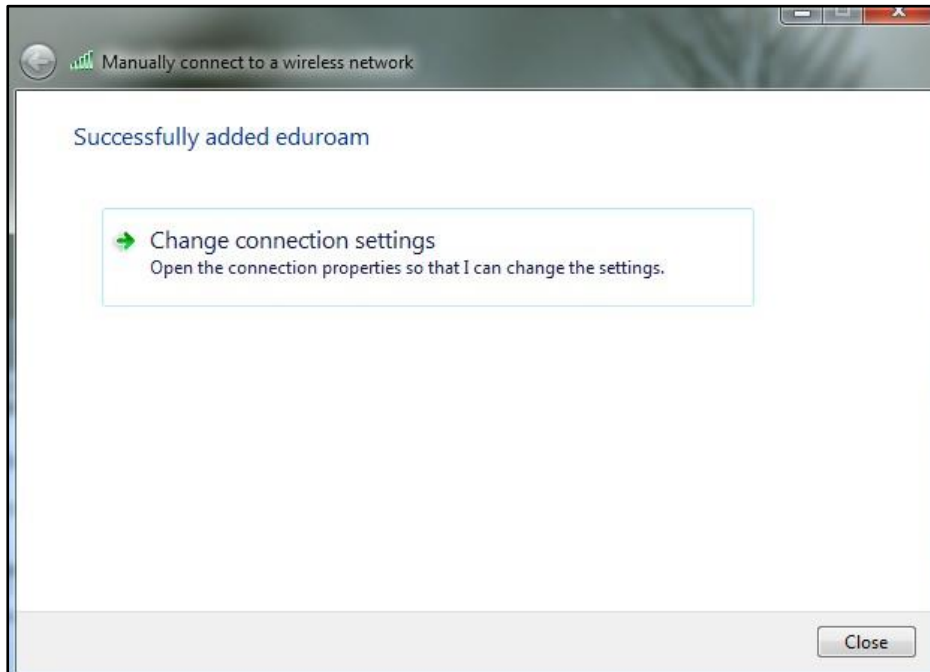 Manually connect to a wireless network
Successfully added eduroam
Change connection settings
Open the connection properties so that I can change the settings.
Close